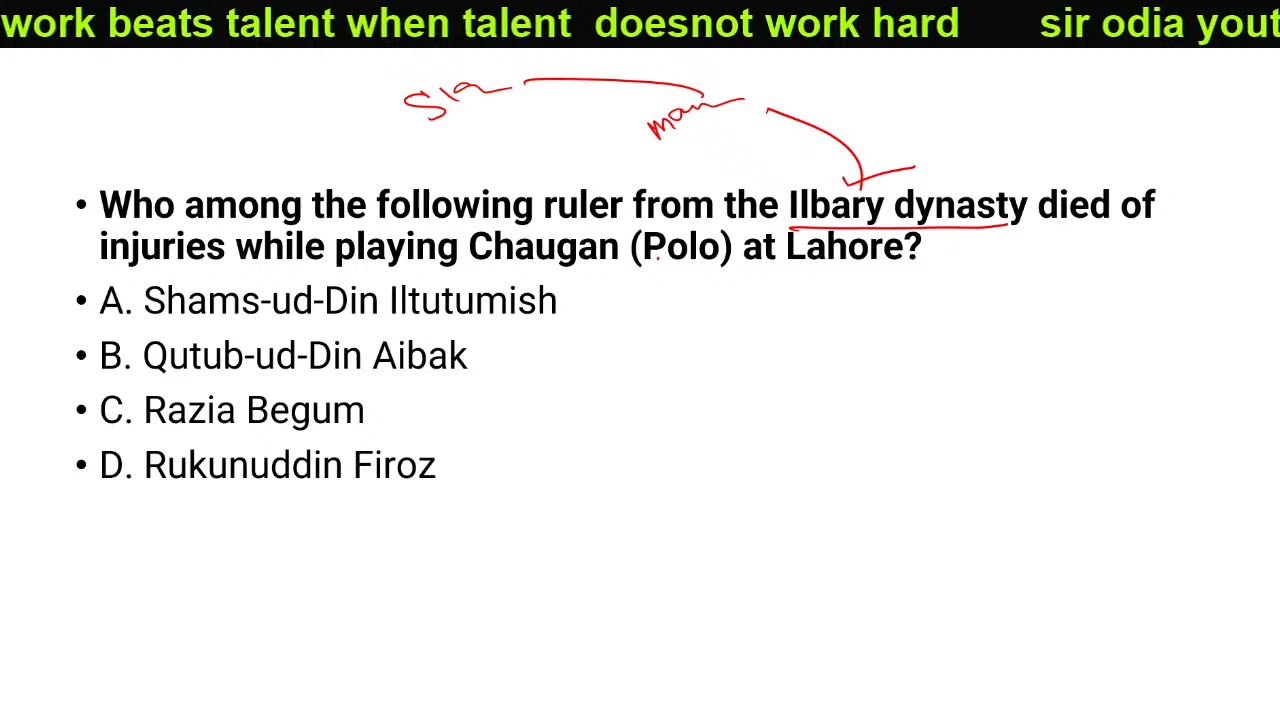 work beats talent when talent doesnot work hard sir odia yout
• Who among the following ruler from the Ilbary dynasty died of
injuries while playing Chaugan (Polo) at Lahore?
• A. Shams-ud-Din Iltutumish
• B. Qutub-ud-Din Aibak
• C. Razia Begum
• D. Rukunuddin Firoz